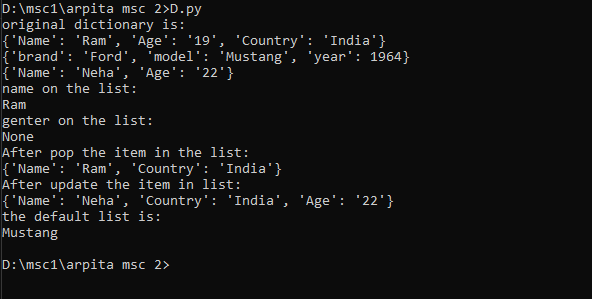 D:\msc1\arpita msc 2>D.py
original dictionary is:
{'Name': 'Ram', 'Age': '19', 'Country': 'India'}
{'brand': 'Ford', 'model': 'Mustang', 'year': 1964}
{'Name': 'Neha', 'Age': '22'}
name on the list:
Ram
genter on the list:
None
After pop the item in the list:
{'Name': 'Ram', 'Country': 'India'}
After update the item in list:
{'Name': 'Neha', 'Country': 'India', 'Age': '22'}
the default list is:
Mustang
D:\msc1\arpita msc 2>